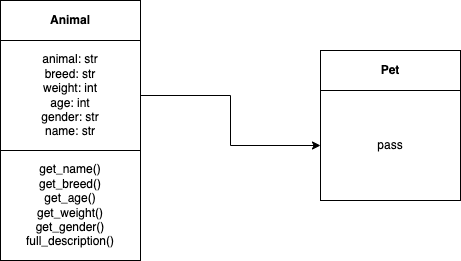 Animal
animal: str
breed: str
weight: int
age: int
gender: str
name: str
get_name()
get_breed()
get_age()
get_weight()
get_gender()
full_description()
Pet
pass